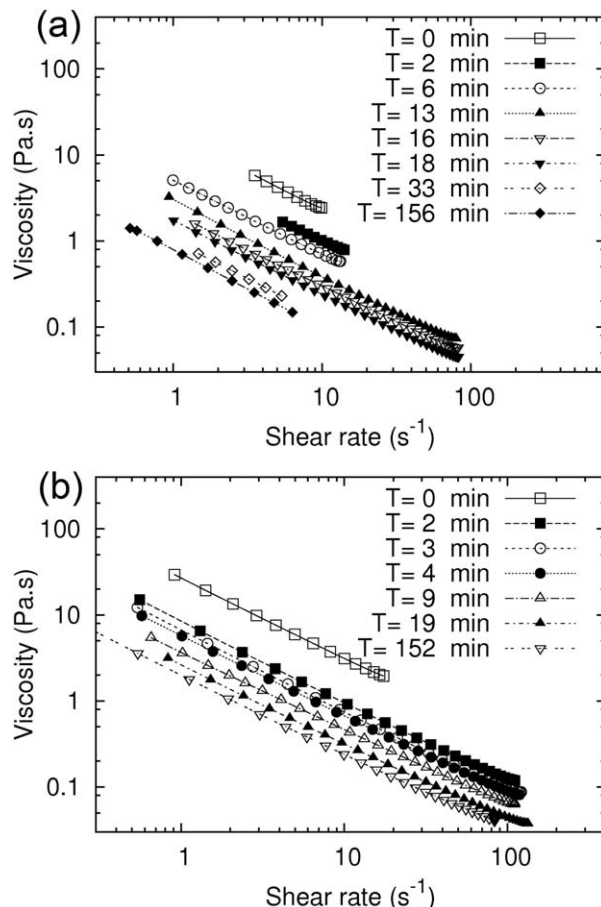 (a)
100
10
1
0.1
Viscosity (Pa.s)
T= 0 min
T= 2 min
T= 6 min
T= 13 min
T= 16 min
T= 18 min
T= 33 min
T= 156 min
1 10 100
Shear rate (s⁻¹)
(b)
100
10
1
0.1
Viscosity (Pa.s)
T= 0 min
T= 2 min
T= 3 min
T= 4 min
T= 9 min
T= 19 min
T= 152 min
1 10 100
Shear rate (s⁻¹)